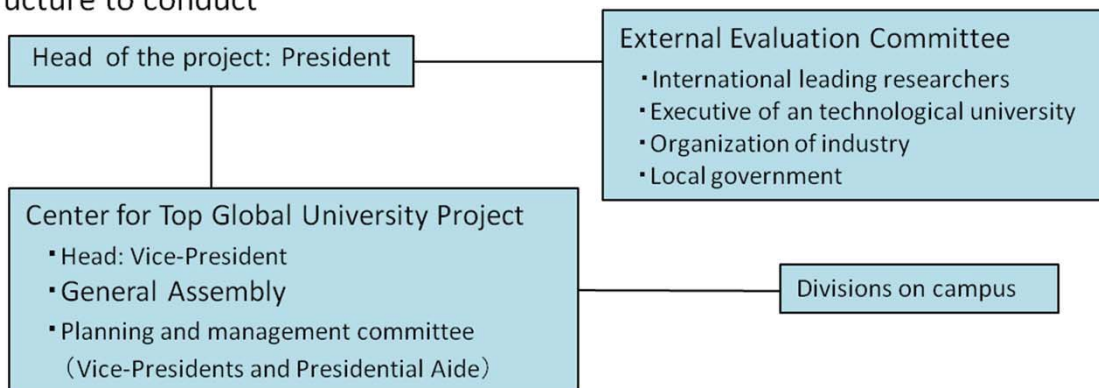 ucture to conduct
Head of the project: President
External Evaluation Committee
・International leading researchers
・Executive of an technological university
・Organization of industry
・Local government
Center for Top Global University Project
・Head: Vice-President
・General Assembly
・Planning and management committee
（Vice-Presidents and Presidential Aide）
Divisions on campus